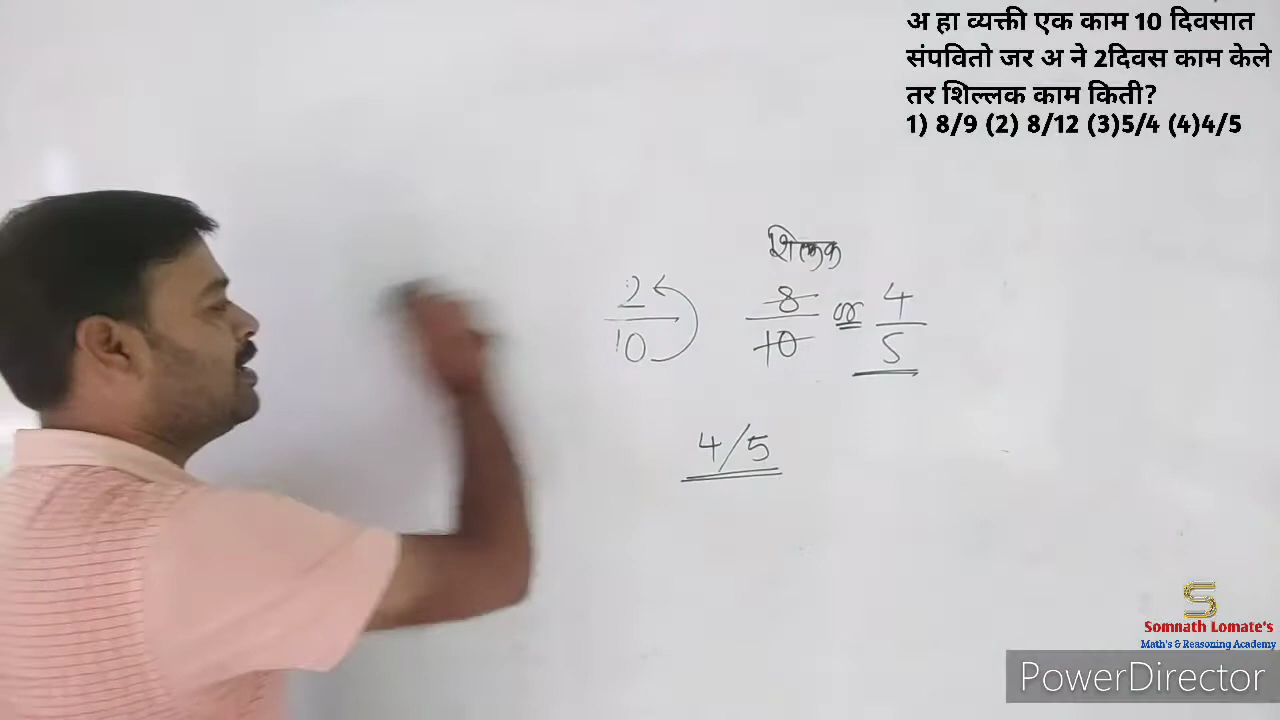 अ हा व्यक्ती एक काम 10 दिवसात
संपवितो जर अ ने 2दिवस काम केले
तर शिल्लक काम किती?
1) 8/9 (2) 8/12 (3)5/4 (4)4/5
शिल्लक
2/10
8/10 or 4/5
4/5
S
Somnath Lomate's
Math's & Reasoning Academy
PowerDirector